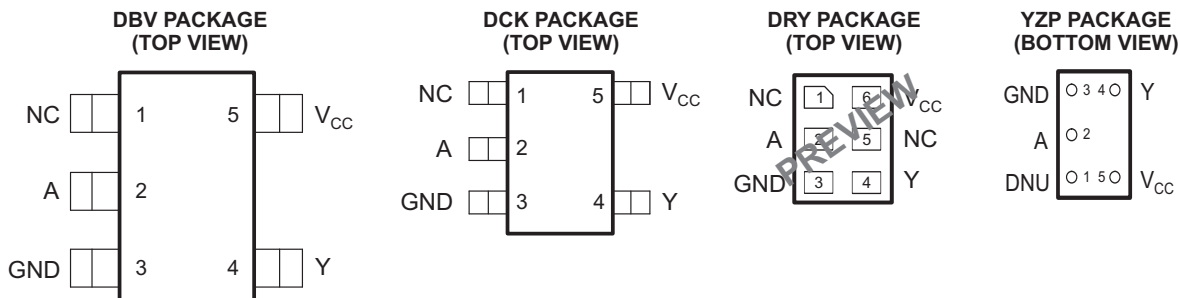 DBV PACKAGE
(TOP VIEW)
NC 1 5 VCC
A 2
GND 3 4 Y
DCK PACKAGE
(TOP VIEW)
NC 1 5 VCC
A 2
GND 3 4 Y
DRY PACKAGE
(TOP VIEW)
NC 1 6 VCC
A 2 5 NC
GND 3 4 Y
PREVIEW
YZP PACKAGE
(BOTTOM VIEW)
GND 3 4 Y
A 2
DNU 1 5 VCC